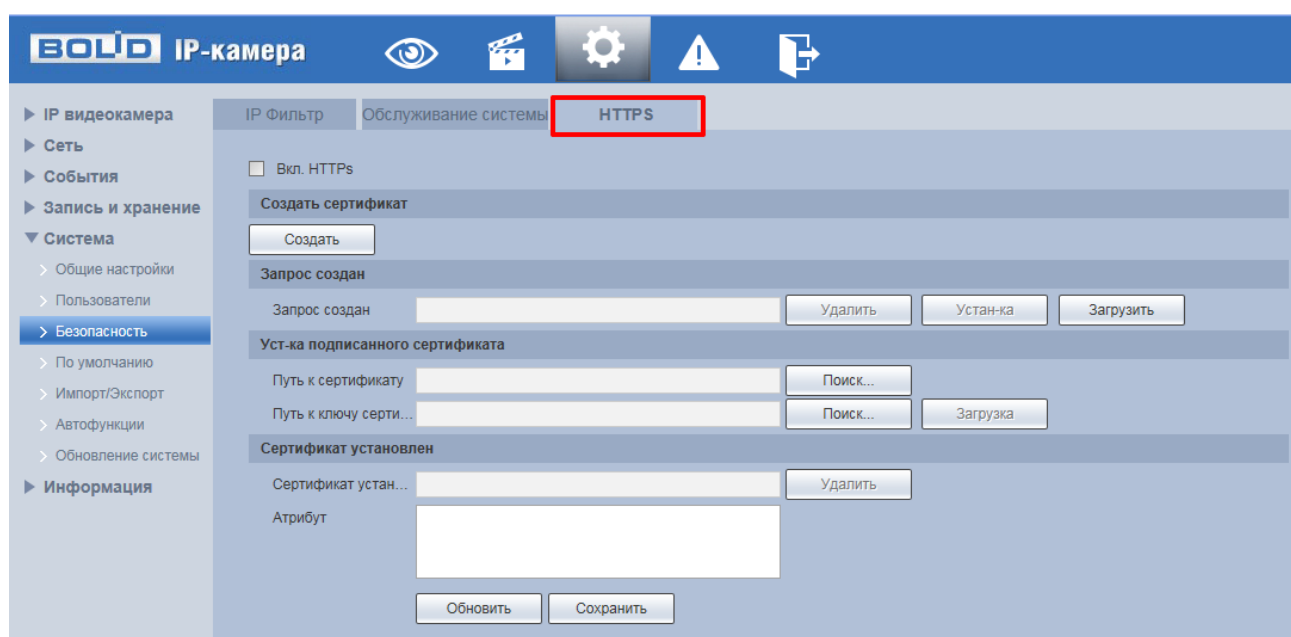 BOLID IP-камера
IP видеокамера
Сеть
События
Запись и хранение
Система
Общие настройки
Пользователи
Безопасность
По умолчанию
Импорт/Экспорт
Автофункции
Обновление системы
Информация
IP Фильтр Обслуживание системы HTTPS
Вкл. HTTPs
Создать сертификат
Создать
Запрос создан
Запрос создан Удалить Устан-ка Загрузить
Уст-ка подписанного сертификата
Путь к сертификату Поиск...
Путь к ключу серти... Поиск... Загрузка
Сертификат установлен
Сертификат устан... Удалить
Атрибут
Обновить Сохранить